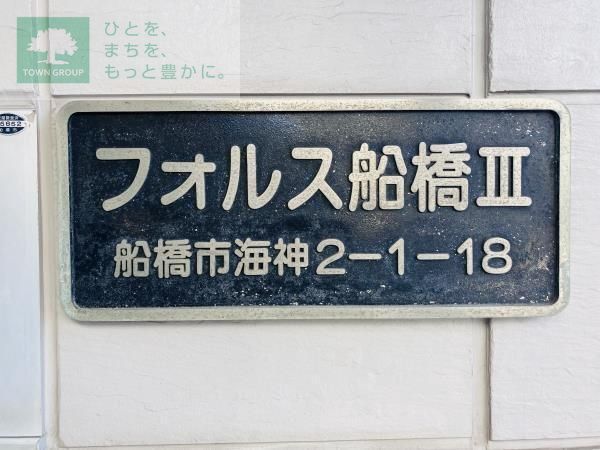 TOWN GROUP
ひとを、
まちを、
もっと豊かに。
5852
フォルス船橋Ⅲ
船橋市海神2-1-18